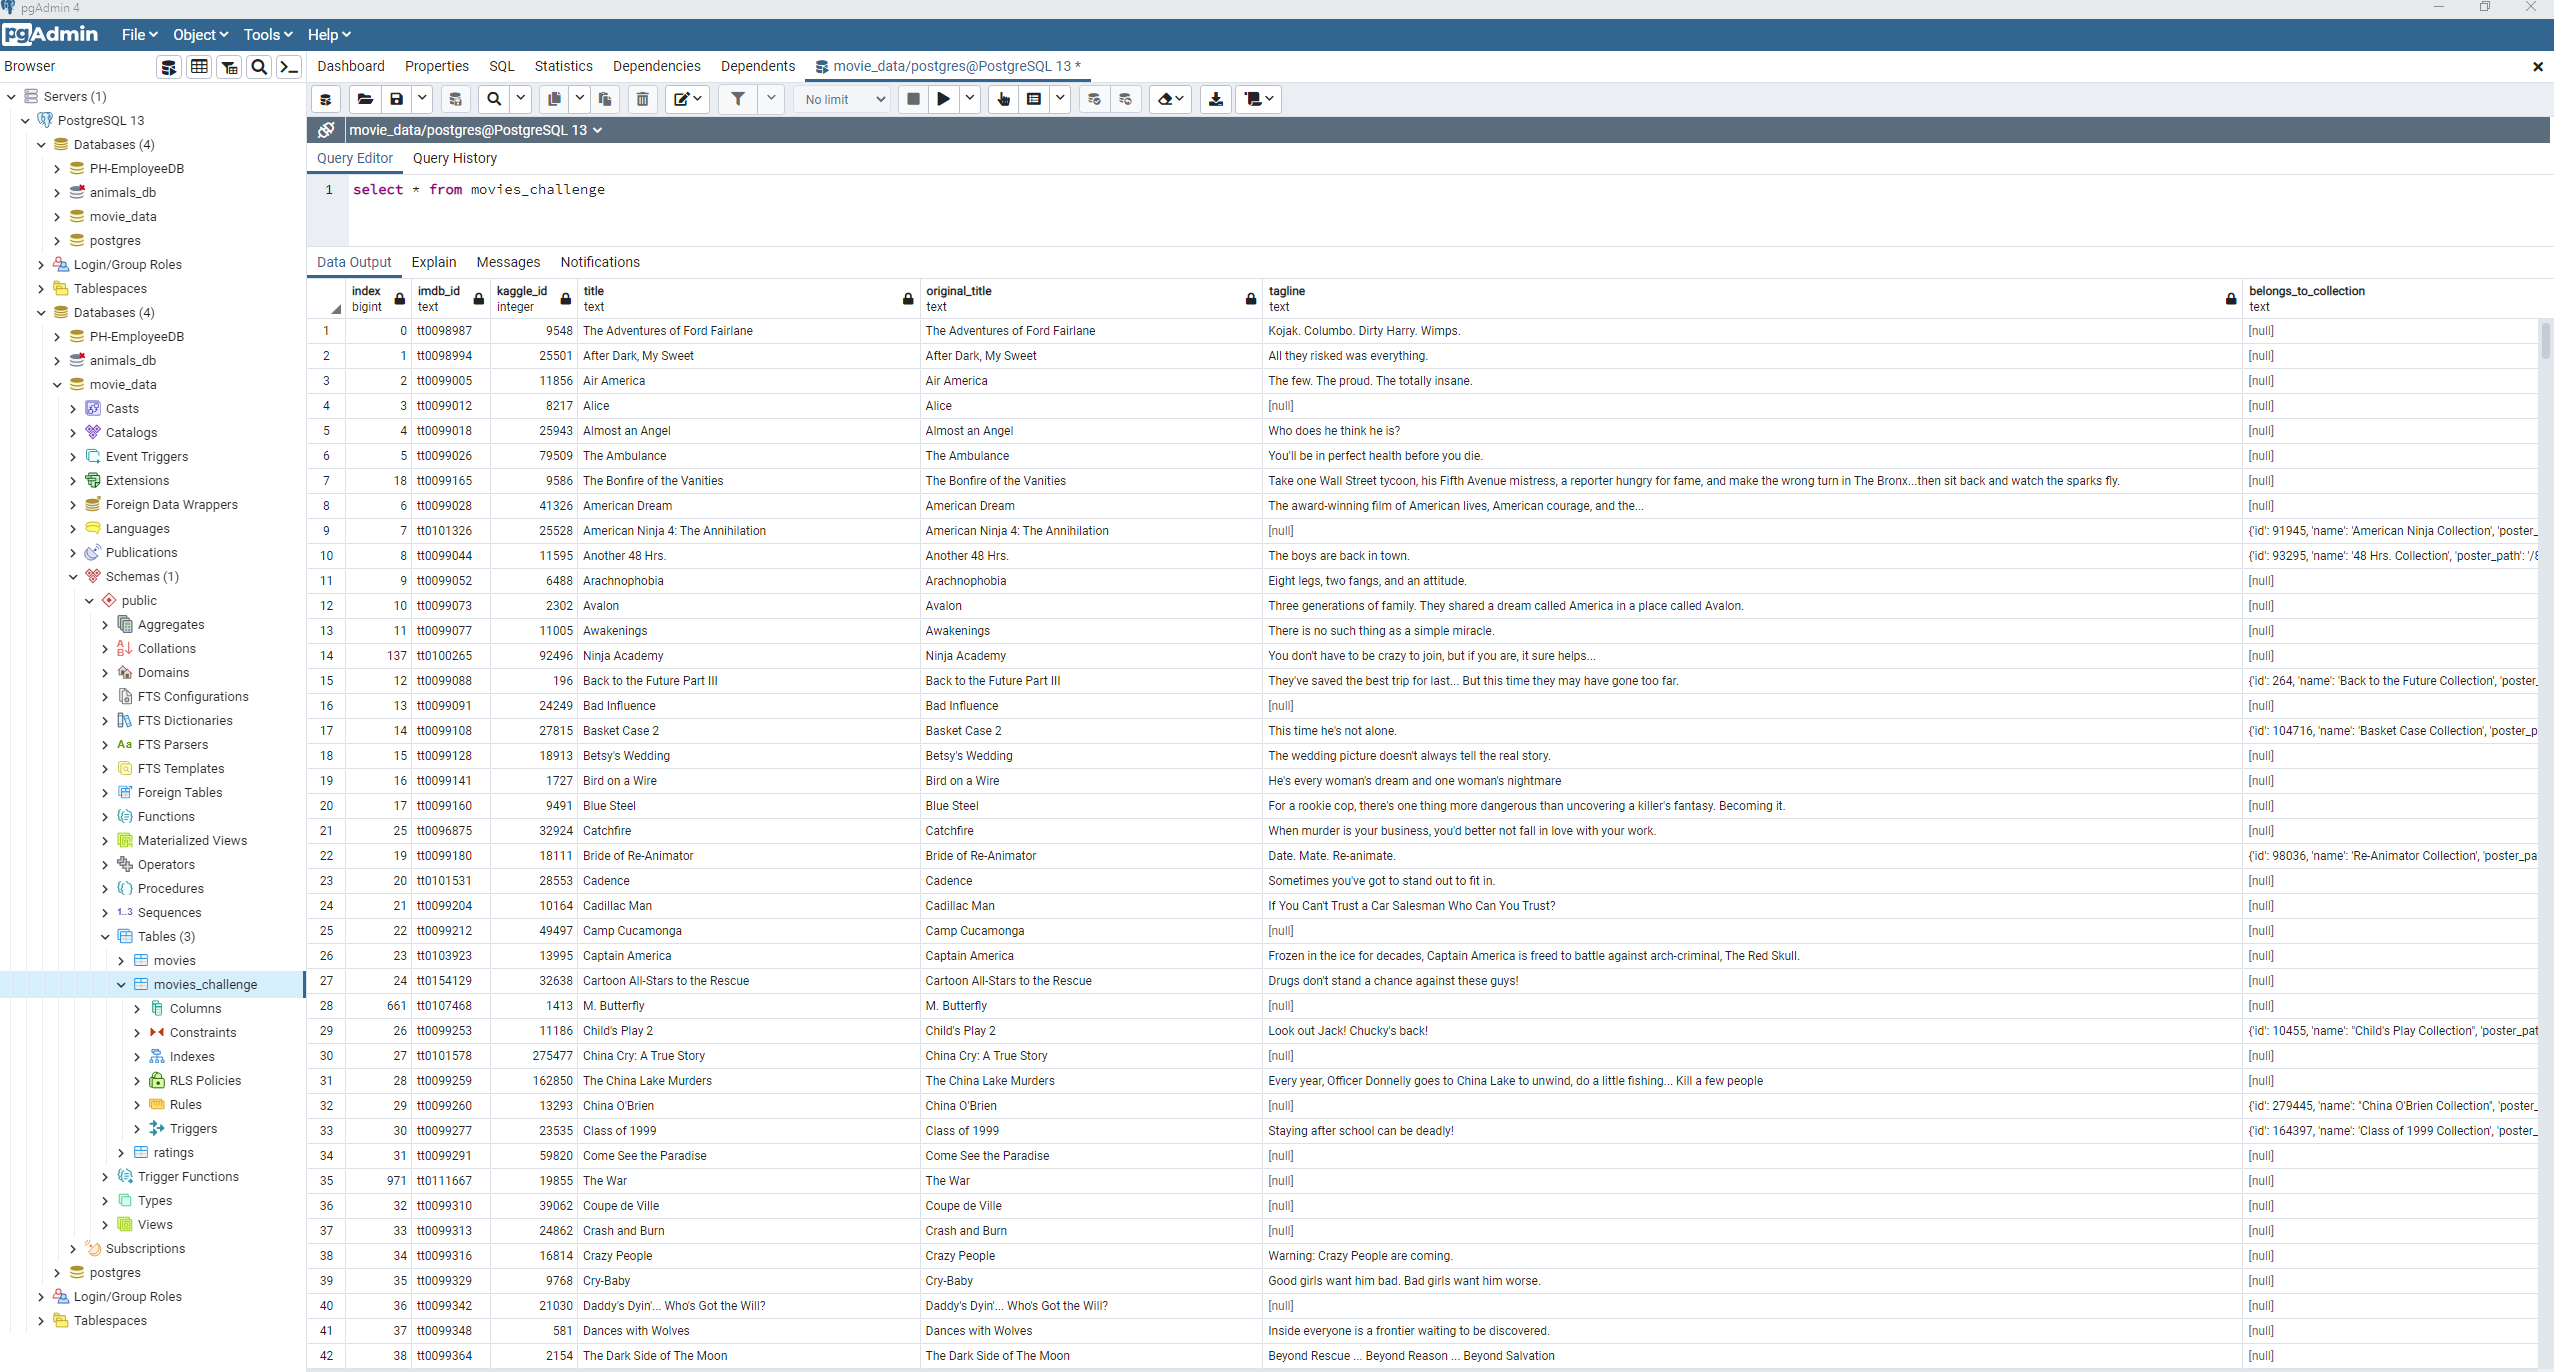 pgAdmin 4
pgAdmin File Object Tools Help
Browser
Dashboard Properties SQL Statistics Dependencies Dependents movie_data/postgres@PostgreSQL 13 *
No limit
movie_data/postgres@PostgreSQL 13
Query Editor Query History
1 select * from movies_challenge
Servers (1)
PostgreSQL 13
Databases (4)
PH-EmployeeDB
animals_db
movie_data
postgres
Login/Group Roles
Tablespaces
Databases (4)
PH-EmployeeDB
animals_db
movie_data
Casts
Catalogs
Event Triggers
Extensions
Foreign Data Wrappers
Languages
Publications
Schemas (1)
public
Aggregates
Collations
Domains
FTS Configurations
FTS Dictionaries
Aa FTS Parsers
FTS Templates
Foreign Tables
Functions
Materialized Views
Operators
Procedures
1..3 Sequences
Tables (3)
movies
movies_challenge
Columns
Constraints
Indexes
RLS Policies
Rules
Triggers
ratings
Trigger Functions
Types
Views
Subscriptions
postgres
Login/Group Roles
Tablespaces
Data Output Explain Messages Notifications
index imdb_id kaggle_id title original_title tagline belongs_to_collection
bigint text integer text text text text
1 0 tt0098987 9548 The Adventures of Ford Fairlane The Adventures of Ford Fairlane Kojak. Columbo. Dirty Harry. Wimps. [null]
2 1 tt0098994 25501 After Dark, My Sweet After Dark, My Sweet All they risked was everything. [null]
3 2 tt0099005 11856 Air America Air America The few. The proud. The totally insane. [null]
4 3 tt0099012 8217 Alice Alice [null] [null]
5 4 tt0099018 25943 Almost an Angel Almost an Angel Who does he think he is? [null]
6 5 tt0099026 79509 The Ambulance The Ambulance You'll be in perfect health before you die. [null]
7 18 tt0099165 9586 The Bonfire of the Vanities The Bonfire of the Vanities Take one Wall Street tycoon, his Fifth Avenue mistress, a reporter hungry for fame, and make the wrong turn in The Bronx...then sit back and watch the sparks fly. [null]
8 6 tt0099028 41326 American Dream American Dream The award-winning film of American lives, American courage, and the... [null]
9 7 tt0101326 25528 American Ninja 4: The Annihilation American Ninja 4: The Annihilation [null] {'id': 91945, 'name': 'American Ninja Collection', 'poster_
10 8 tt0099044 11595 Another 48 Hrs. Another 48 Hrs. The boys are back in town. {'id': 93295, 'name': '48 Hrs. Collection', 'poster_path': '/8
11 9 tt0099052 6488 Arachnophobia Arachnophobia Eight legs, two fangs, and an attitude. [null]
12 10 tt0099073 2302 Avalon Avalon Three generations of family. They shared a dream called America in a place called Avalon. [null]
13 11 tt0099077 11005 Awakenings Awakenings There is no such thing as a simple miracle. [null]
14 137 tt0100265 92496 Ninja Academy Ninja Academy You don't have to be crazy to join, but if you are, it sure helps... [null]
15 12 tt0099088 196 Back to the Future Part III Back to the Future Part III They've saved the best trip for last... But this time they may have gone too far. {'id': 264, 'name': 'Back to the Future Collection', 'poster_
16 13 tt0099091 24249 Bad Influence Bad Influence [null] [null]
17 14 tt0099108 27815 Basket Case 2 Basket Case 2 This time he's not alone. {'id': 104716, 'name': 'Basket Case Collection', 'poster_p
18 15 tt0099128 18913 Betsy's Wedding Betsy's Wedding The wedding picture doesn't always tell the real story. [null]
19 16 tt0099141 1727 Bird on a Wire Bird on a Wire He's every woman's dream and one woman's nightmare [null]
20 17 tt0099160 9491 Blue Steel Blue Steel For a rookie cop, there's one thing more dangerous than uncovering a killer's fantasy. Becoming it. [null]
21 25 tt0096875 32924 Catchfire Catchfire When murder is your business, you'd better not fall in love with your work. [null]
22 19 tt0099180 18111 Bride of Re-Animator Bride of Re-Animator Date. Mate. Re-animate. {'id': 98036, 'name': 'Re-Animator Collection', 'poster_pa
23 20 tt0101531 28553 Cadence Cadence Sometimes you've got to stand out to fit in. [null]
24 21 tt0099204 10164 Cadillac Man Cadillac Man If You Can't Trust a Car Salesman Who Can You Trust? [null]
25 22 tt0099212 49497 Camp Cucamonga Camp Cucamonga [null] [null]
26 23 tt0103923 13995 Captain America Captain America Frozen in the ice for decades, Captain America is freed to battle against arch-criminal, The Red Skull. [null]
27 24 tt0154129 32638 Cartoon All-Stars to the Rescue Cartoon All-Stars to the Rescue Drugs don't stand a chance against these guys! [null]
28 661 tt0107468 1413 M. Butterfly M. Butterfly [null] [null]
29 26 tt0099253 11186 Child's Play 2 Child's Play 2 Look out Jack! Chucky's back! {'id': 10455, 'name': "Child's Play Collection", 'poster_pat
30 27 tt0101578 275477 China Cry: A True Story China Cry: A True Story [null] [null]
31 28 tt0099259 162850 The China Lake Murders The China Lake Murders Every year, Officer Donnelly goes to China Lake to unwind, do a little fishing... Kill a few people [null]
32 29 tt0099260 13293 China O'Brien China O'Brien [null] {'id': 279445, 'name': "China O'Brien Collection", 'poster_
33 30 tt0099277 23535 Class of 1999 Class of 1999 Staying after school can be deadly! {'id': 164397, 'name': 'Class of 1999 Collection', 'poster_
34 31 tt0099291 59820 Come See the Paradise Come See the Paradise [null] [null]
35 971 tt0111667 19855 The War The War [null] [null]
36 32 tt0099310 39062 Coupe de Ville Coupe de Ville [null] [null]
37 33 tt0099313 24862 Crash and Burn Crash and Burn [null] [null]
38 34 tt0099316 16814 Crazy People Crazy People Warning: Crazy People are coming. [null]
39 35 tt0099329 9768 Cry-Baby Cry-Baby Good girls want him bad. Bad girls want him worse. [null]
40 36 tt0099342 21030 Daddy's Dyin'... Who's Got the Will? Daddy's Dyin'... Who's Got the Will? [null] [null]
41 37 tt0099348 581 Dances with Wolves Dances with Wolves Inside everyone is a frontier waiting to be discovered. [null]
42 38 tt0099364 2154 The Dark Side of The Moon The Dark Side of The Moon Beyond Rescue ... Beyond Reason ... Beyond Salvation [null]